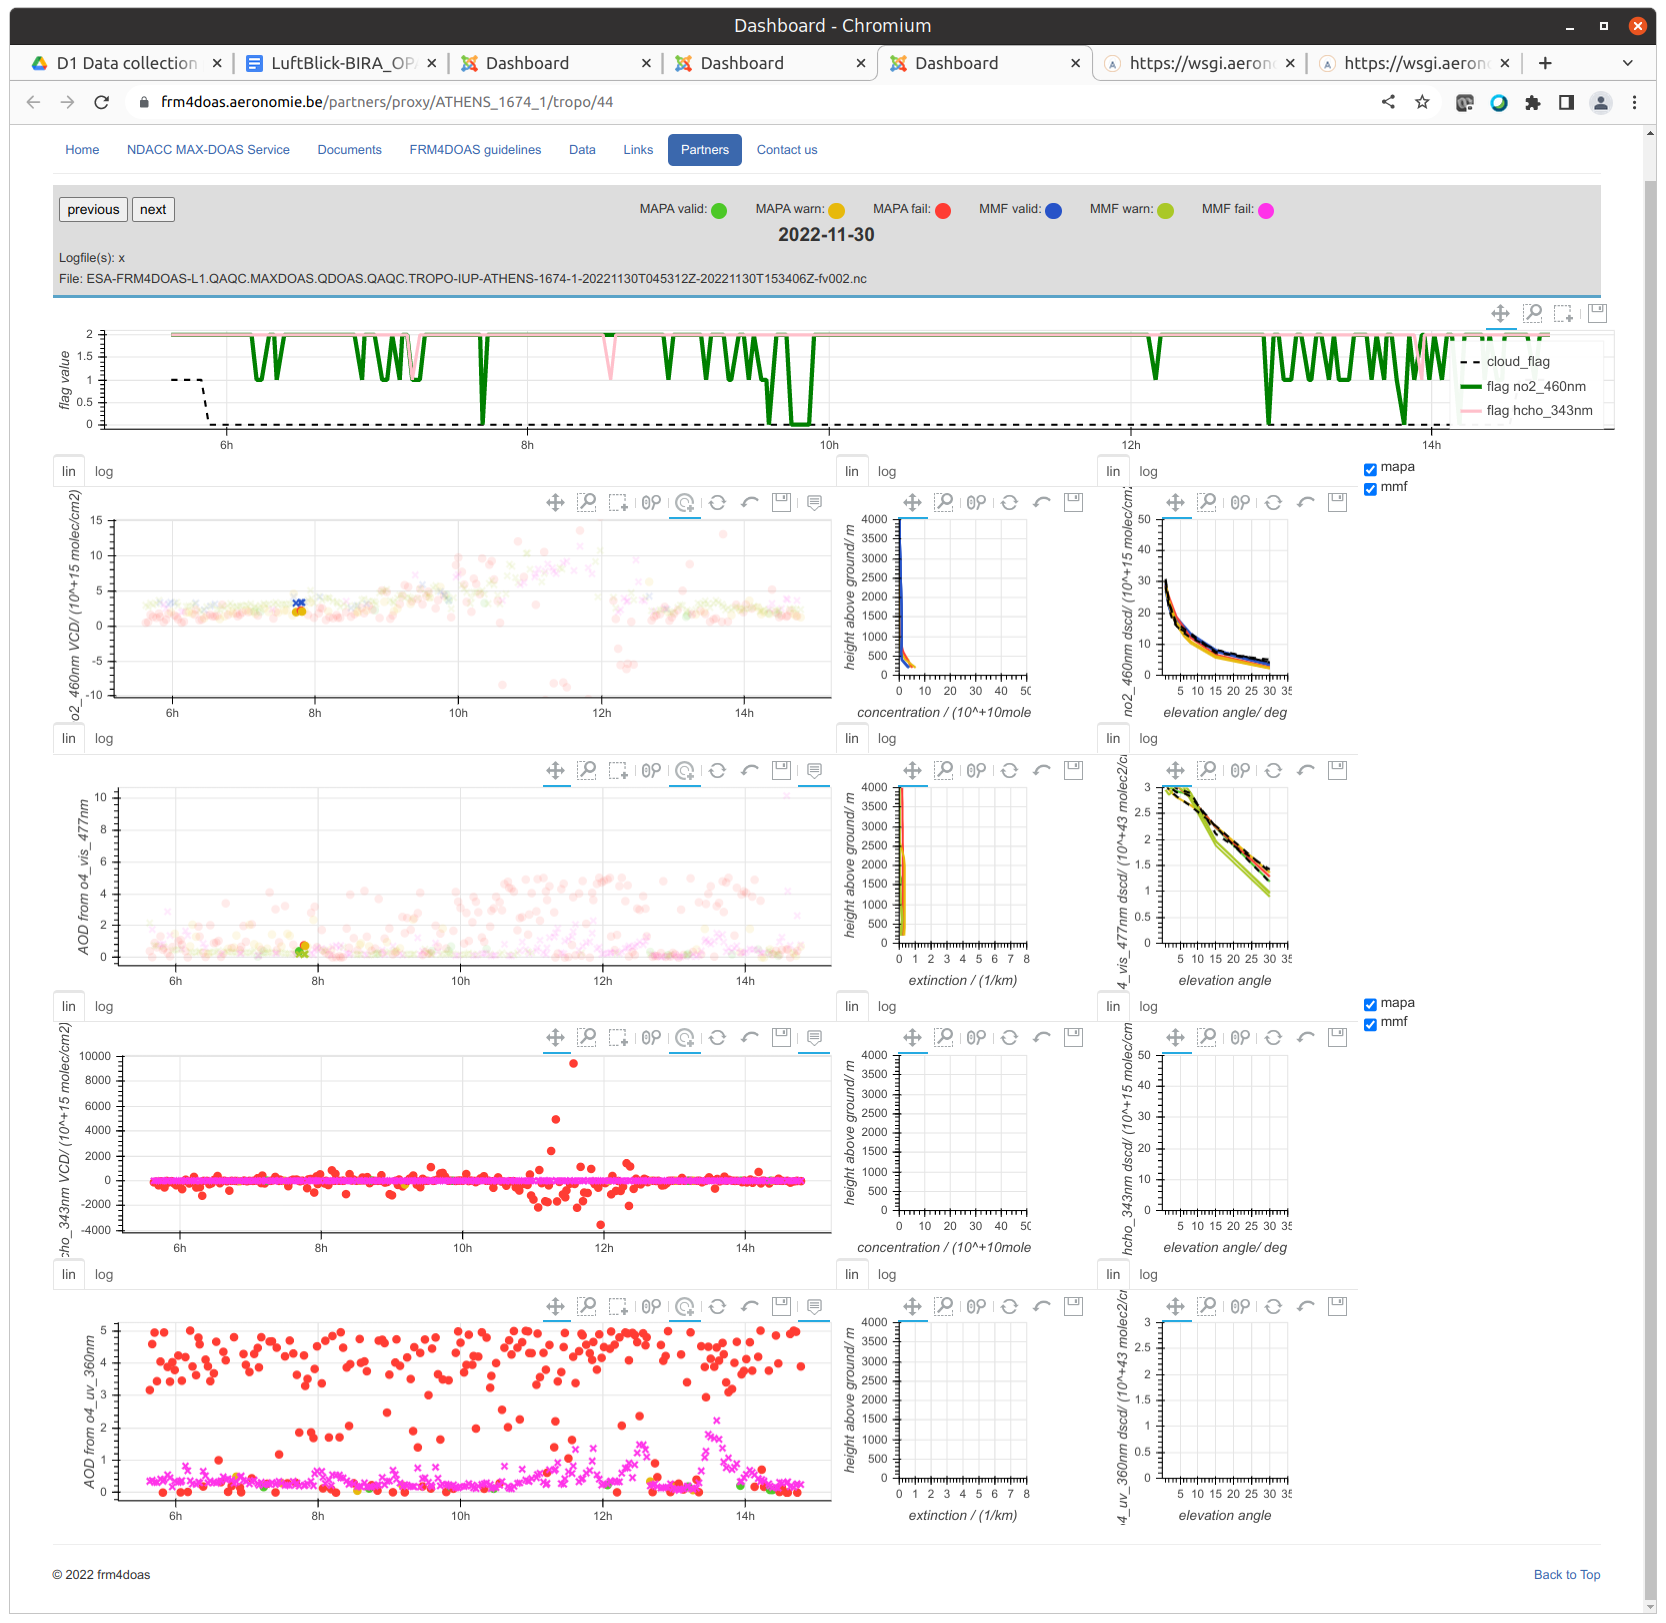 Dashboard - Chromium
D1 Data collection
LuftBlick-BIRA_OP
Dashboard
Dashboard
Dashboard
https://wsgi.aeron
https://wsgi.aeron
frm4doas.aeronomie.be/partners/proxy/ATHENS_1674_1/tropo/44
Home NDACC MAX-DOAS Service Documents FRM4DOAS guidelines Data Links Partners Contact us
previous next MAPA valid: MAPA warn: MAPA fail: MMF valid: MMF warn: MMF fail:
2022-11-30
Logfile(s): x
File: ESA-FRM4DOAS-L1.QAQC.MAXDOAS.QDOAS.QAQC.TROPO-IUP-ATHENS-1674-1-20221130T045312Z-20221130T153406Z-fv002.nc
flag value
2
1.5
1
0.5
0
6h 8h 10h 12h 14h
cloud_flag
flag no2_460nm
flag hcho_343nm
lin log
lin log
lin log
mapa
mmf
o2_460nm VCD/ (10^+15 molec/cm2)
15
10
5
0
-5
-10
6h 8h 10h 12h 14h
height above ground/ m
4000
3500
3000
2500
2000
1500
1000
500
0
0 10 20 30 40 50
concentration / (10^+10mole
no2_460nm dscd/ (10^+15 molec/cm2
50
40
30
20
10
0
5 10 15 20 25 30 35
elevation angle/ deg
lin log
lin log
lin log
AOD from o4_vis_477nm
10
8
6
4
2
0
6h 8h 10h 12h 14h
height above ground/ m
4000
3500
3000
2500
2000
1500
1000
500
0
0 1 2 3 4 5 6 7 8
extinction / (1/km)
4_vis_477nm dscd/ (10^+43 molec2/c
3
2.5
2
1.5
1
0.5
0
5 10 15 20 25 30 35
elevation angle
lin log
lin log
lin log
mapa
mmf
cho_343nm VCD/ (10^+15 molec/cm2)
10000
8000
6000
4000
2000
0
-2000
-4000
6h 8h 10h 12h 14h
height above ground/ m
4000
3500
3000
2500
2000
1500
1000
500
0
0 10 20 30 40 50
concentration / (10^+10mole
hcho_343nm dscd/ (10^+15 molec/cm
50
40
30
20
10
0
5 10 15 20 25 30 35
elevation angle/ deg
lin log
lin log
lin log
AOD from o4_uv_360nm
5
4
3
2
1
0
6h 8h 10h 12h 14h
height above ground/ m
4000
3500
3000
2500
2000
1500
1000
500
0
0 1 2 3 4 5 6 7 8
extinction / (1/km)
o4_uv_360nm dscd/ (10^+43 molec2/c
3
2.5
2
1.5
1
0.5
0
5 10 15 20 25 30 35
elevation angle
© 2022 frm4doas
Back to Top